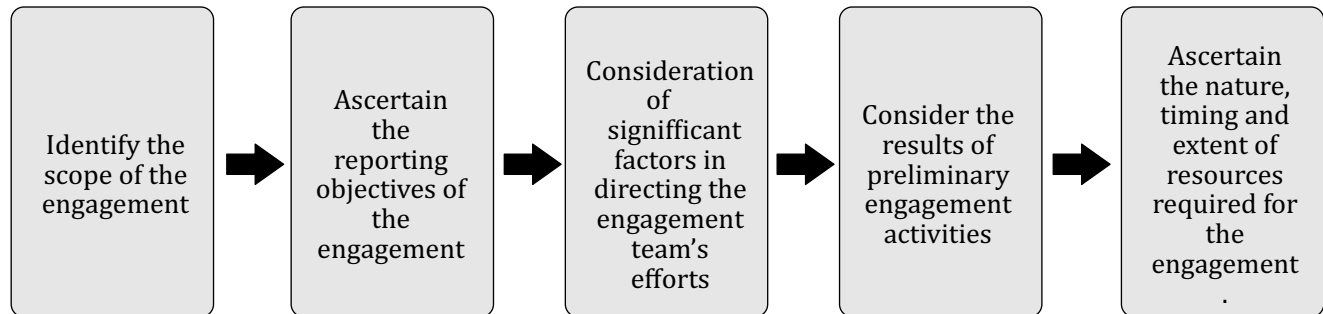 Identify the
scope of the
engagement
Ascertain
the
reporting
objectives of
the
engagement
Consideration
of
signifficant
factors in
directing the
engagement
team’s
efforts
Consider the
results of
preliminary
engagement
activities
Ascertain
the nature,
timing and
extent of
resources
required for
the
engagement
.